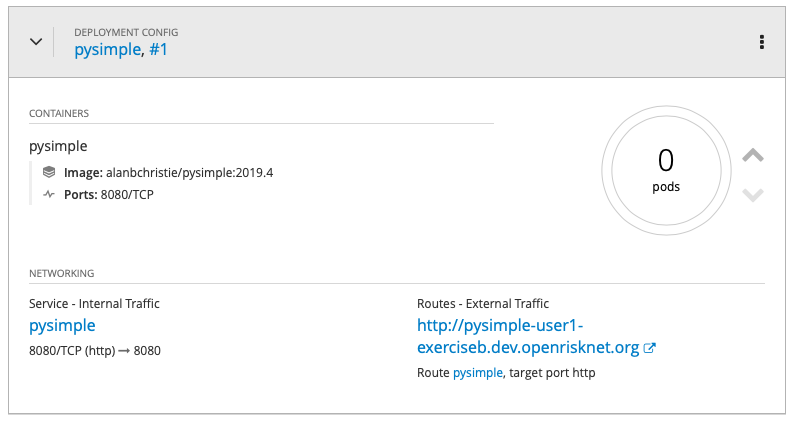 DEPLOYMENT CONFIG
pysimple, #1
CONTAINERS
pysimple
Image: alanbchristie/pysimple:2019.4
Ports: 8080/TCP
0
pods
NETWORKING
Service - Internal Traffic
pysimple
8080/TCP (http) → 8080
Routes - External Traffic
http://pysimple-user1-
exerciseb.dev.openrisknet.org
Route pysimple, target port http